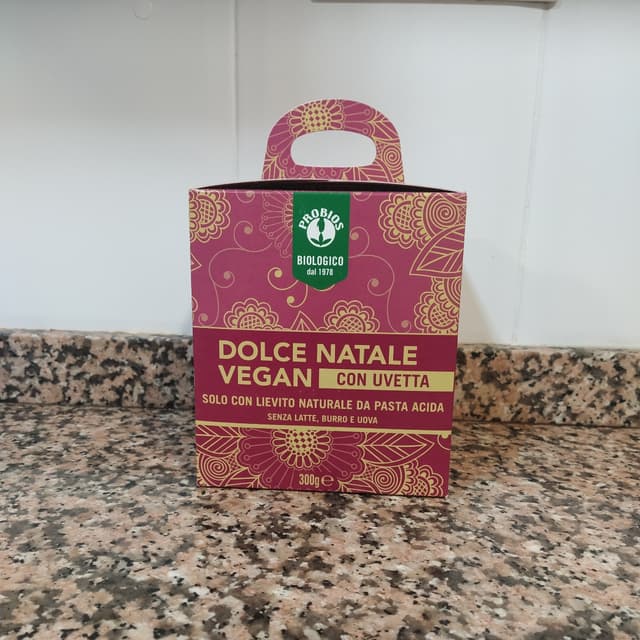 PROBIOS
BIOLOGICO
dal 1978
DOLCE NATALE
VEGAN CON UVETTA
SOLO CON LIEVITO NATURALE DA PASTA ACIDA
SENZA LATTE, BURRO E UOVA
300g℮